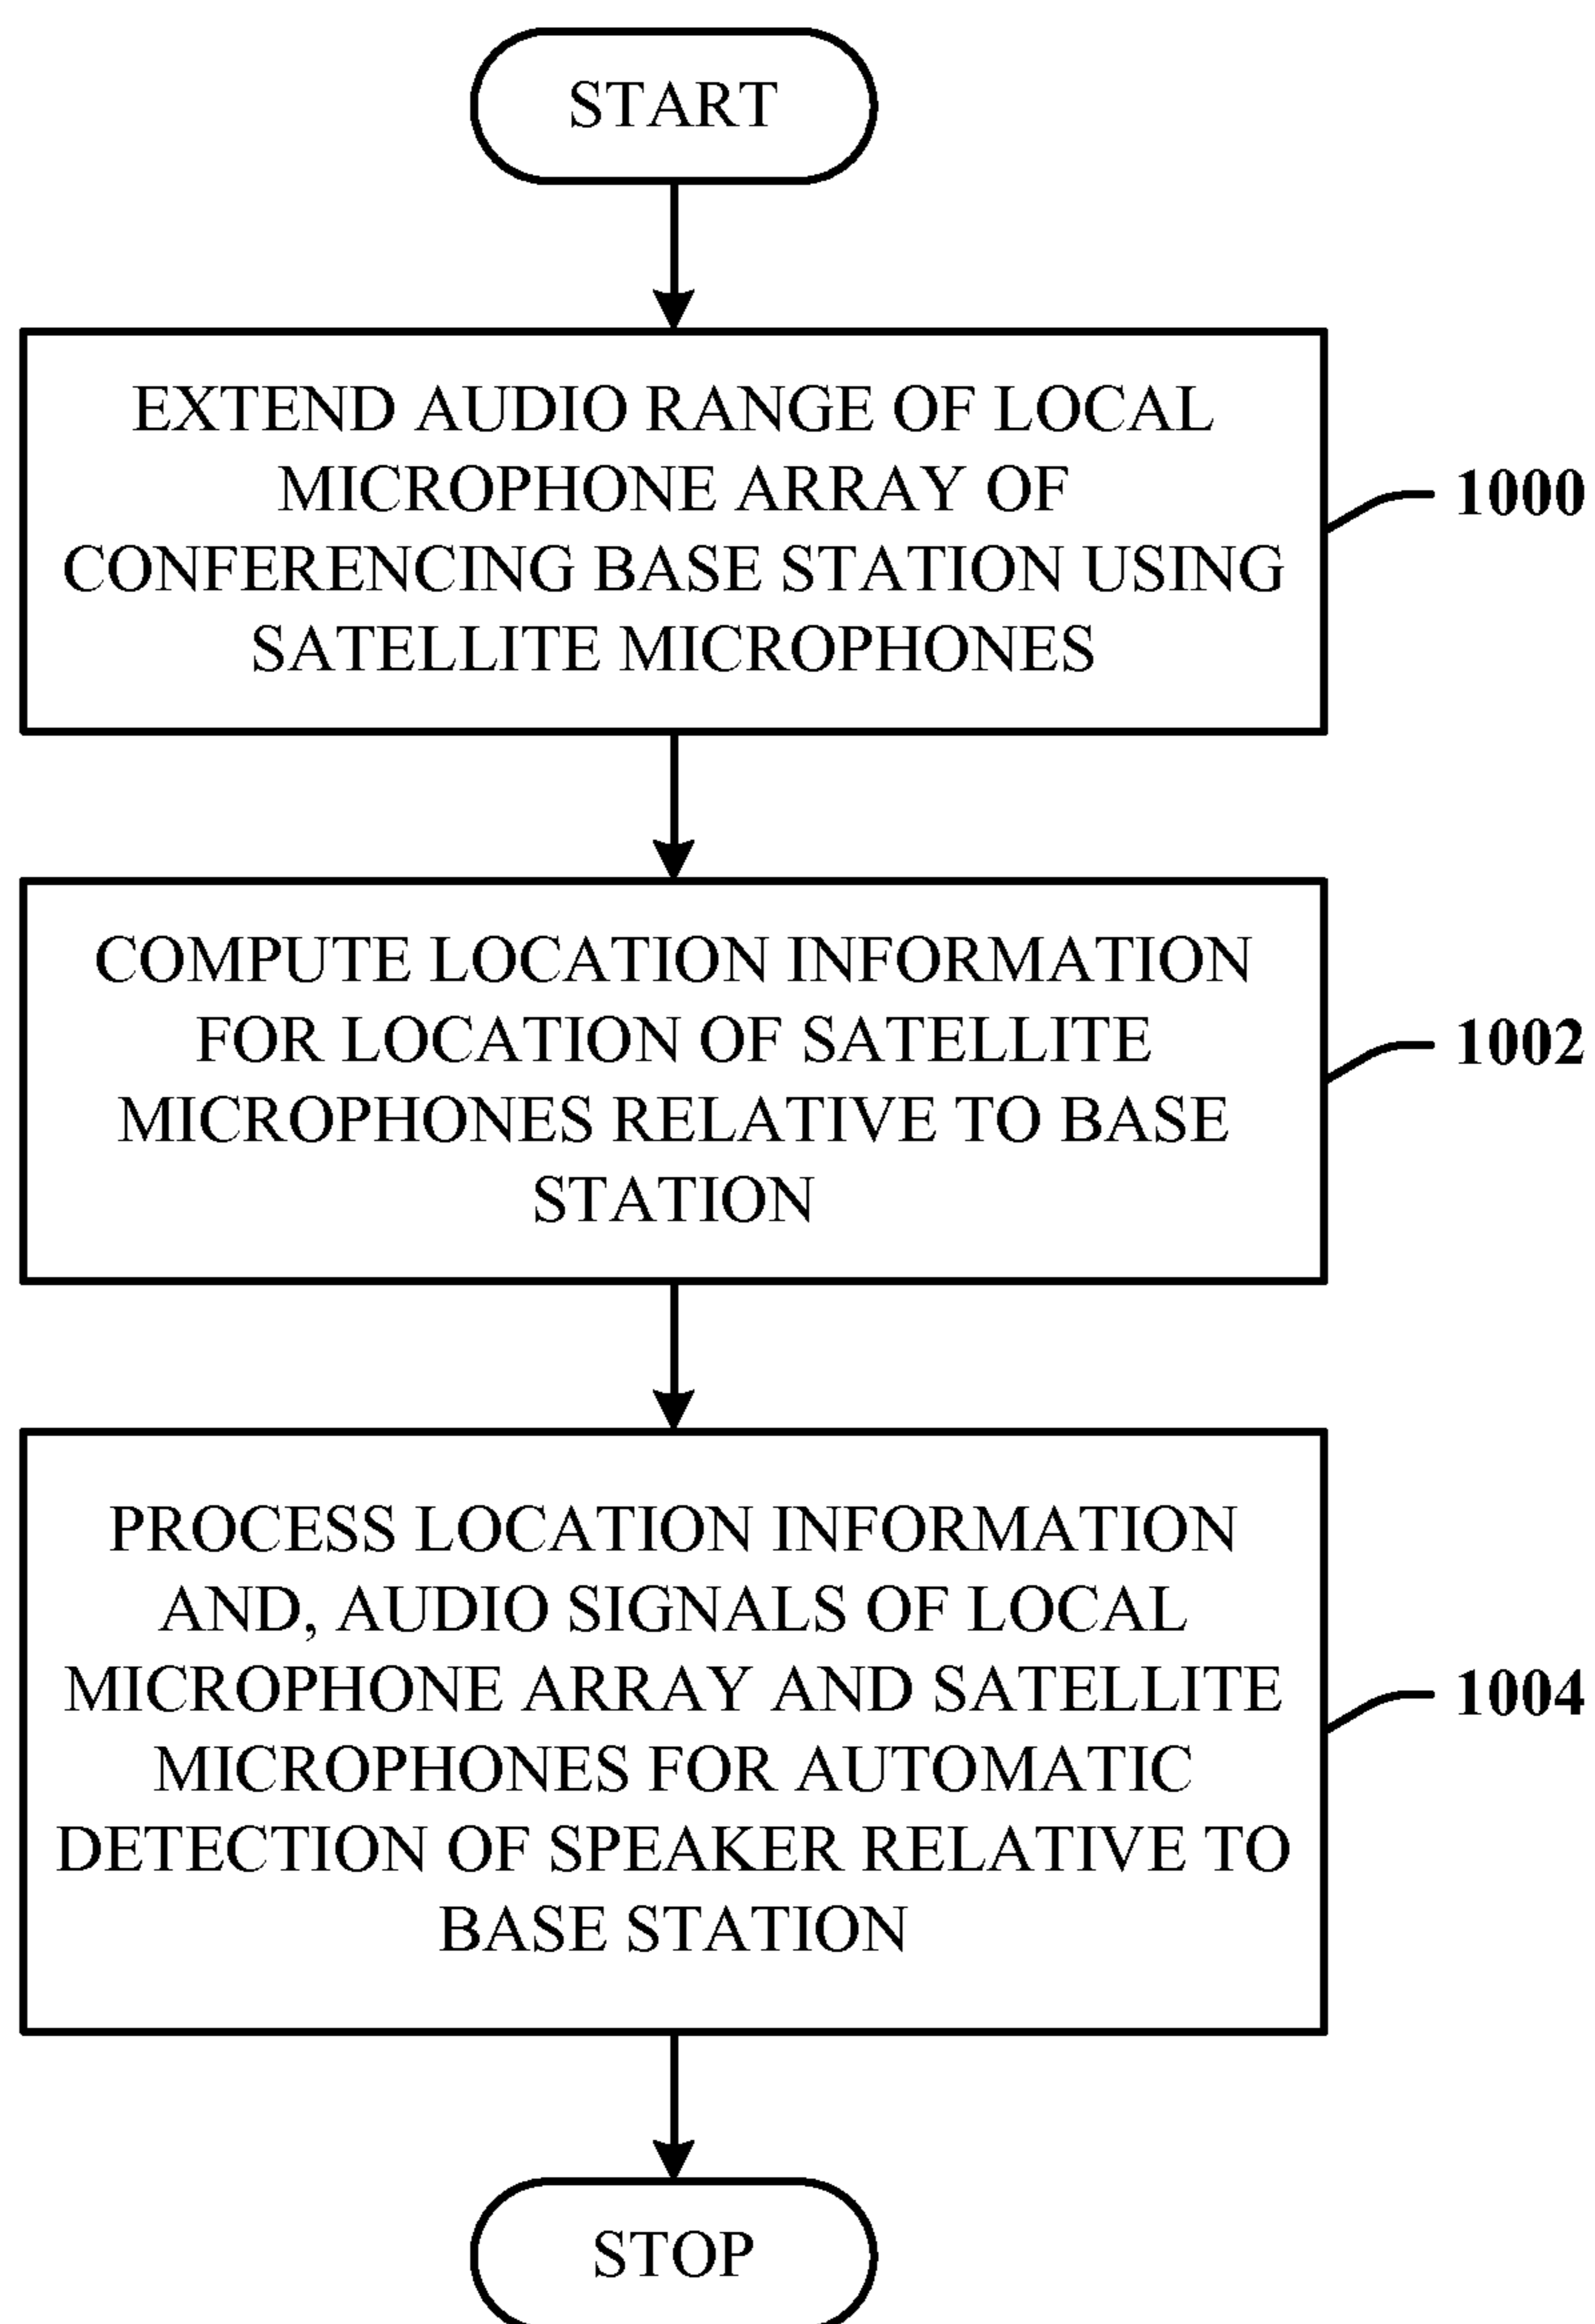 START
EXTEND AUDIO RANGE OF LOCAL
MICROPHONE ARRAY OF
CONFERENCING BASE STATION USING
SATELLITE MICROPHONES
1000
COMPUTE LOCATION INFORMATION
FOR LOCATION OF SATELLITE
MICROPHONES RELATIVE TO BASE
STATION
1002
PROCESS LOCATION INFORMATION
AND, AUDIO SIGNALS OF LOCAL
MICROPHONE ARRAY AND SATELLITE
MICROPHONES FOR AUTOMATIC
DETECTION OF SPEAKER RELATIVE TO
BASE STATION
1004
STOP